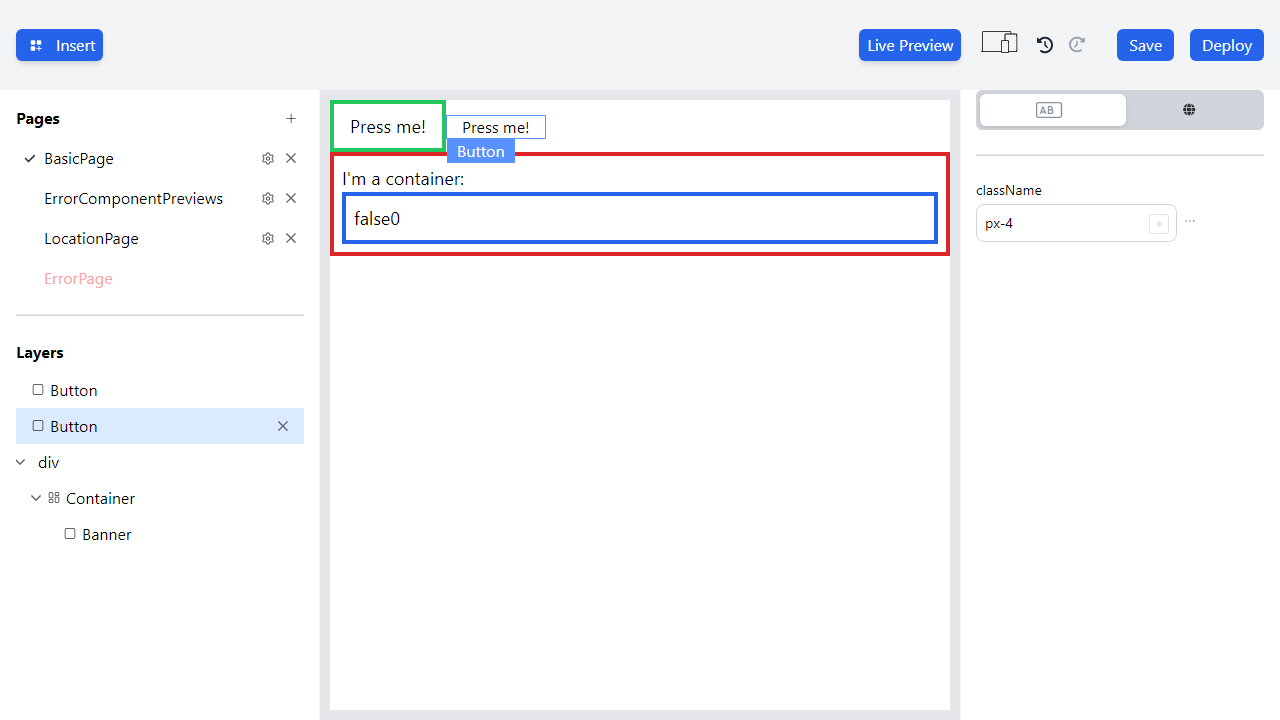 Insert
Live Preview
Save
Deploy
Pages
BasicPage
ErrorComponentPreviews
LocationPage
ErrorPage
Layers
Button
Button
div
Container
Banner
Press me!
Press me!
Button
I'm a container:
false0
AB
className
px-4